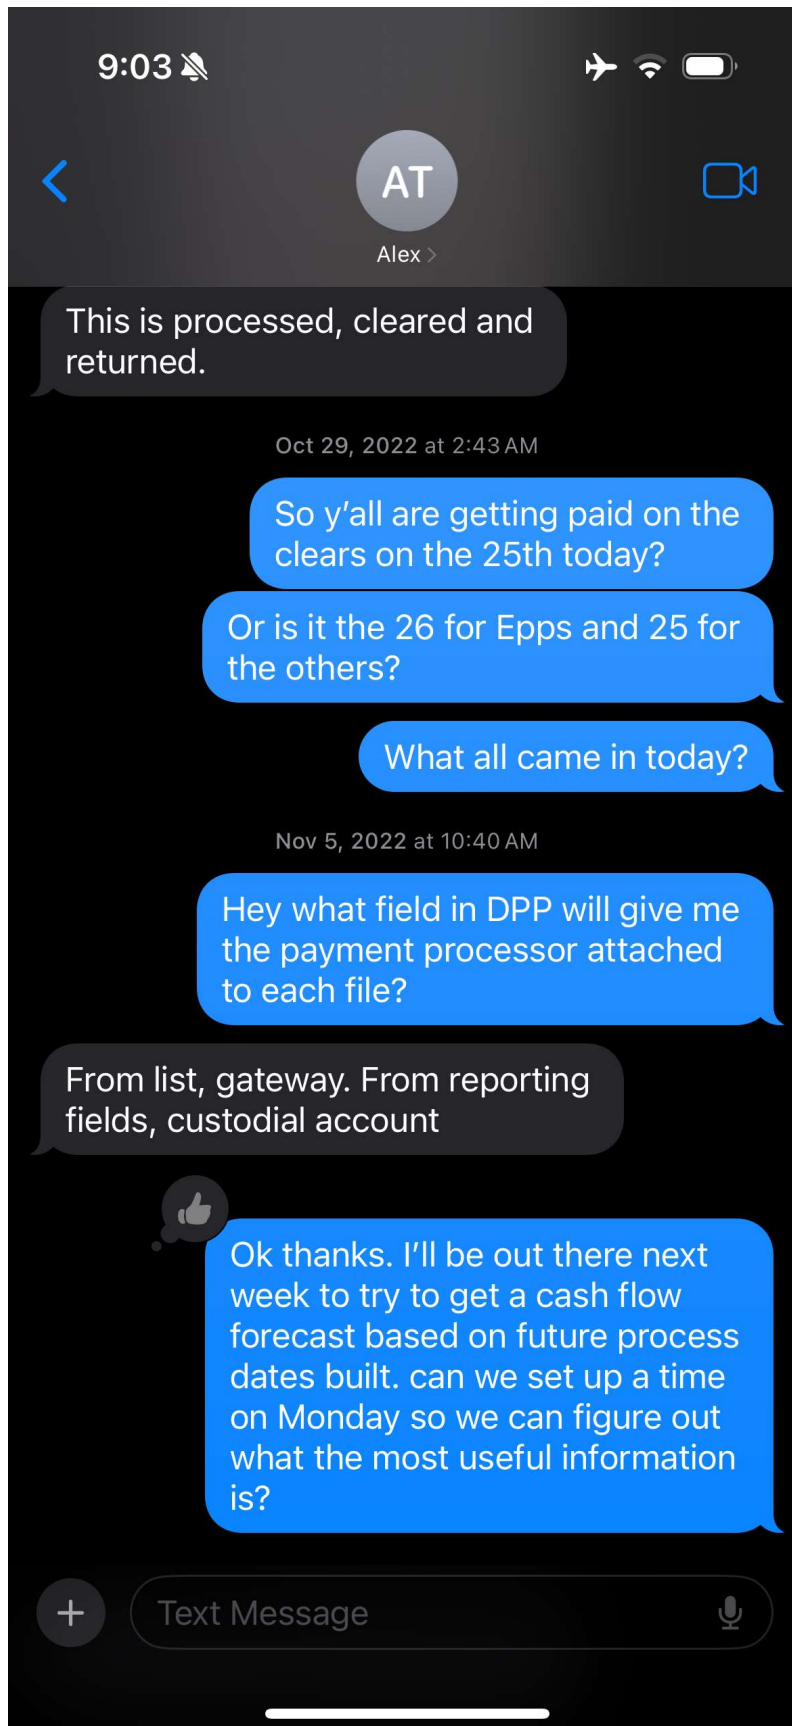 9:03
AT
Alex
This is processed, cleared and
returned.
Oct 29, 2022 at 2:43 AM
So y’all are getting paid on the
clears on the 25th today?
Or is it the 26 for Epps and 25 for
the others?
What all came in today?
Nov 5, 2022 at 10:40 AM
Hey what field in DPP will give me
the payment processor attached
to each file?
From list, gateway. From reporting
fields, custodial account
Ok thanks. I’ll be out there next
week to try to get a cash flow
forecast based on future process
dates built. can we set up a time
on Monday so we can figure out
what the most useful information
is?
Text Message